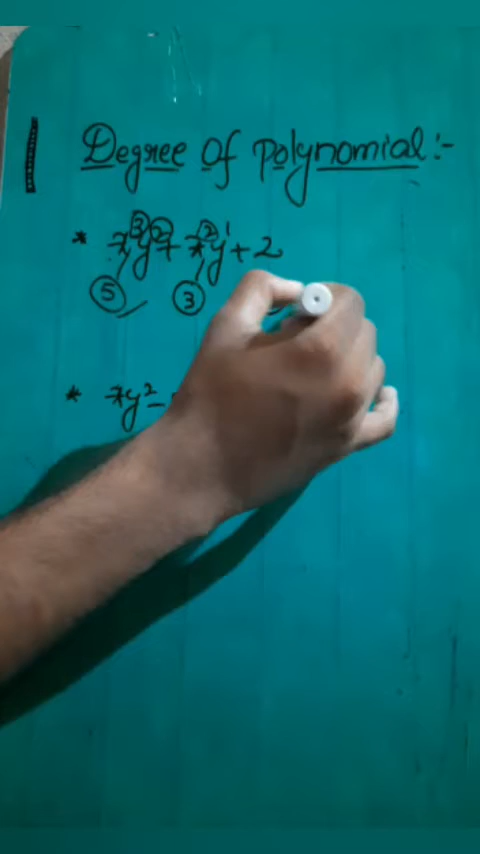 Degree of Polynomial :-
* x³y² + x²y¹ + 2
⑤ ③
* xy² -